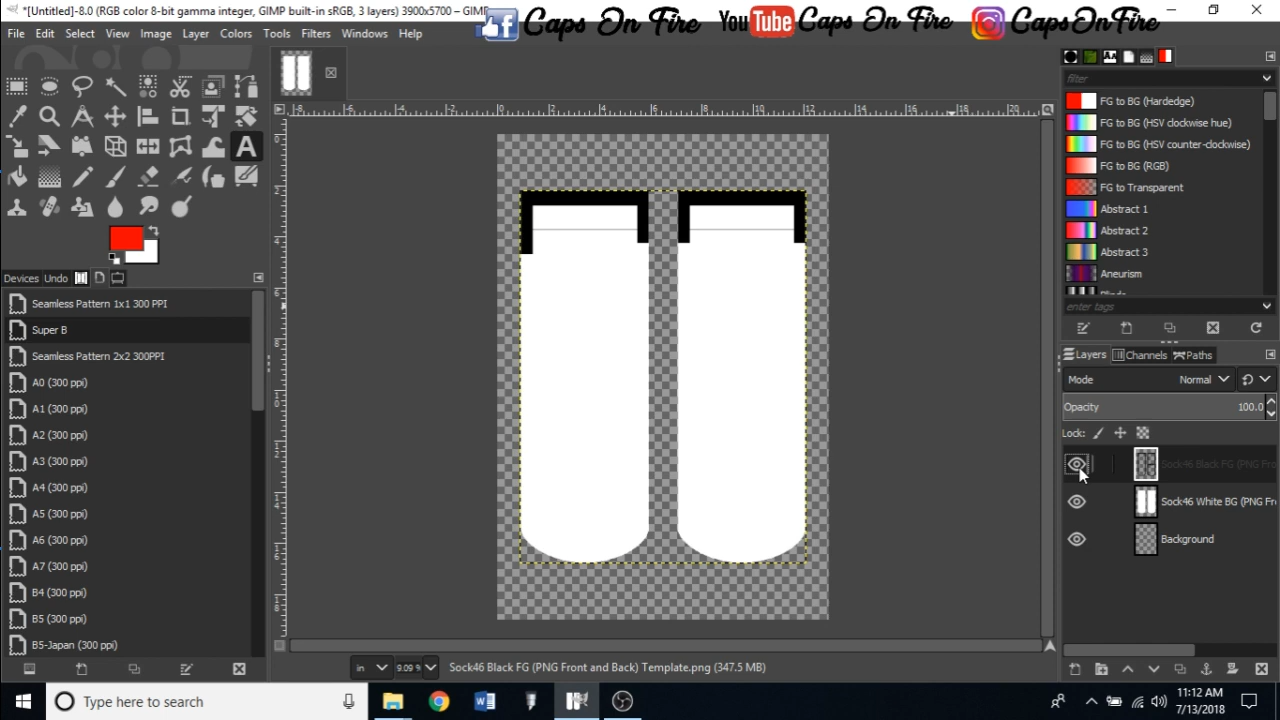 *[Untitled]-8.0 (RGB color 8-bit gamma integer, GIMP built-in sRGB, 3 layers) 3900x5700 – GIMP
Caps On Fire
You Tube Caps On Fire
CapsOnFire
File Edit Select View Image Layer Colors Tools Filters Windows Help
filter
FG to BG (Hardedge)
FG to BG (HSV clockwise hue)
FG to BG (HSV counter-clockwise)
FG to BG (RGB)
FG to Transparent
Abstract 1
Abstract 2
Abstract 3
Aneurism
enter tags
Devices Undo
Seamless Pattern 1x1 300 PPI
Super B
Seamless Pattern 2x2 300PPI
A0 (300 ppi)
A1 (300 ppi)
A2 (300 ppi)
A3 (300 ppi)
A4 (300 ppi)
A5 (300 ppi)
A6 (300 ppi)
A7 (300 ppi)
B4 (300 ppi)
B5 (300 ppi)
B5-Japan (300 ppi)
Layers Channels Paths
Mode Normal
Opacity 100.0
Lock:
Sock46 Black FG (PNG Fro
Sock46 White BG (PNG Fr
Background
in 9.09 % Sock46 Black FG (PNG Front and Back) Template.png (347.5 MB)
Type here to search
11:12 AM
7/13/2018